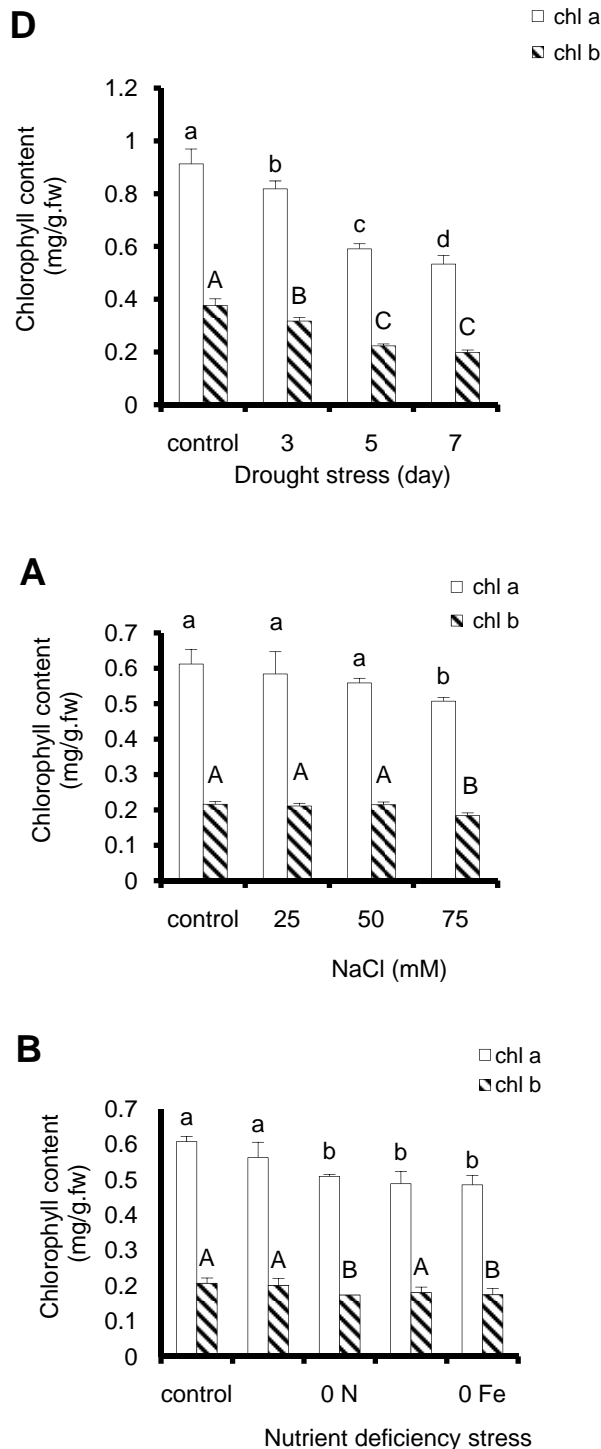 D
chl a
chl b
Chlorophyll content
(mg/g.fw)
1.2
1
0.8
0.6
0.4
0.2
0
a
b
c
d
A
B
C
C
control 3 5 7
Drought stress (day)
A
chl a
chl b
Chlorophyll content
(mg/g.fw)
0.7
0.6
0.5
0.4
0.3
0.2
0.1
0
a
a
a
b
A
A
A
B
control 25 50 75
NaCl (mM)
B
chl a
chl b
Chlorophyll content
(mg/g.fw)
0.7
0.6
0.5
0.4
0.3
0.2
0.1
0
a
a
b
b
b
A
A
B
A
B
control 0 N 0 Fe
Nutrient deficiency stress